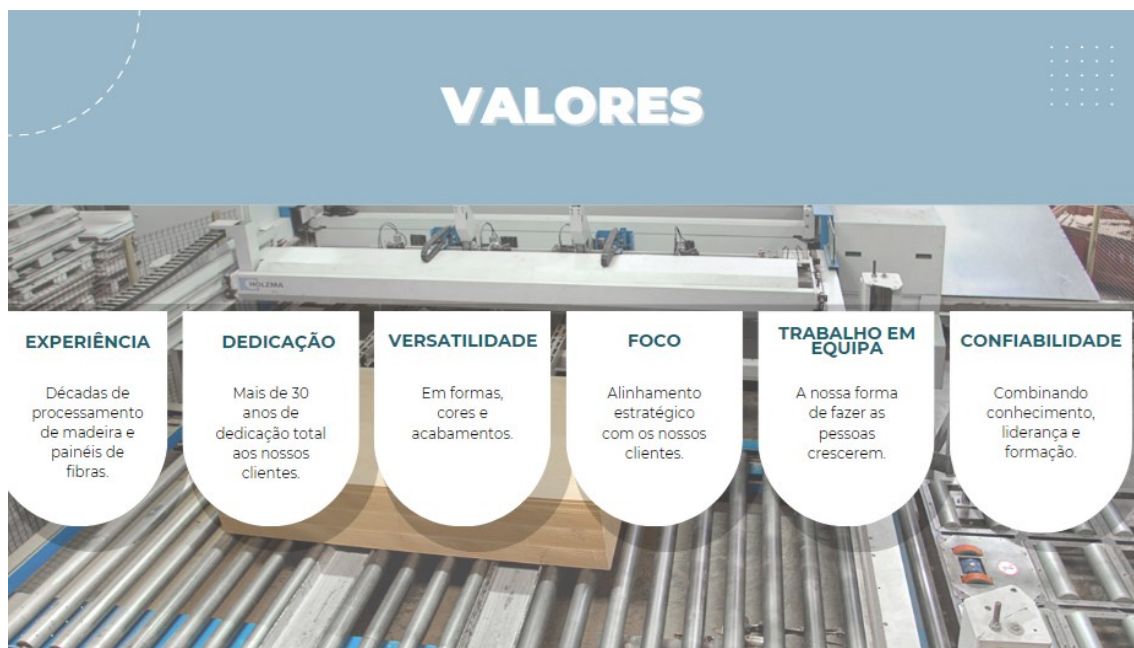 VALORES
HOLZMA
EXPERIÊNCIA
Décadas de
processamento
de madeira e
painéis de
fibras.
DEDICAÇÃO
Mais de 30
anos de
dedicação total
aos nossos
clientes.
VERSATILIDADE
Em formas,
cores e
acabamentos.
FOCO
Alinhamento
estratégico
com os nossos
clientes.
TRABALHO EM
EQUIPA
A nossa forma
de fazer as
pessoas
crescerem.
CONFIABILIDADE
Combinando
conhecimento,
liderança e
formação.